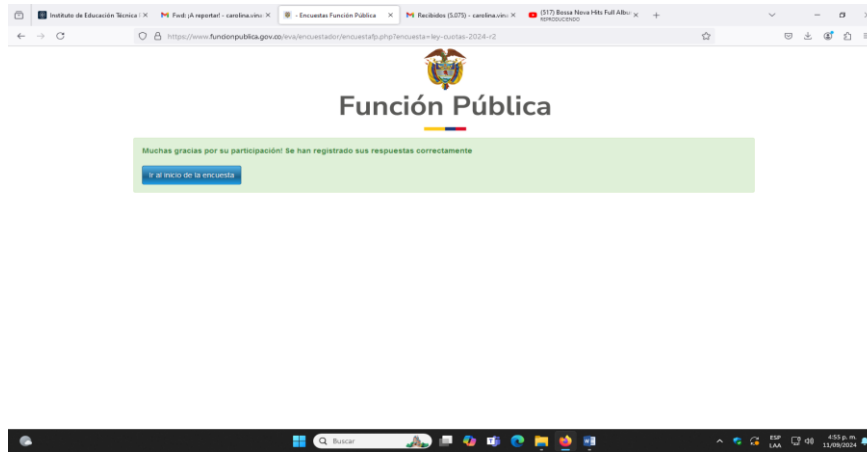 Instituto de Educación Técnica
Fwd: ¡A reportar! - carolina.vinu
- Encuestas Función Pública
Recibidos (5.075) - carolina.vinu
(517) Bossa Nova Hits Full Albu
REPRODUCIENDO
https://www.funcionpublica.gov.co/eva/encuestador/encuestafp.php?encuesta=ley-cuotas-2024-r2
Función Pública
Muchas gracias por su participación! Se han registrado sus respuestas correctamente
Ir al inicio de la encuesta
Buscar
ESP
LAA
4:55 p. m.
11/09/2024